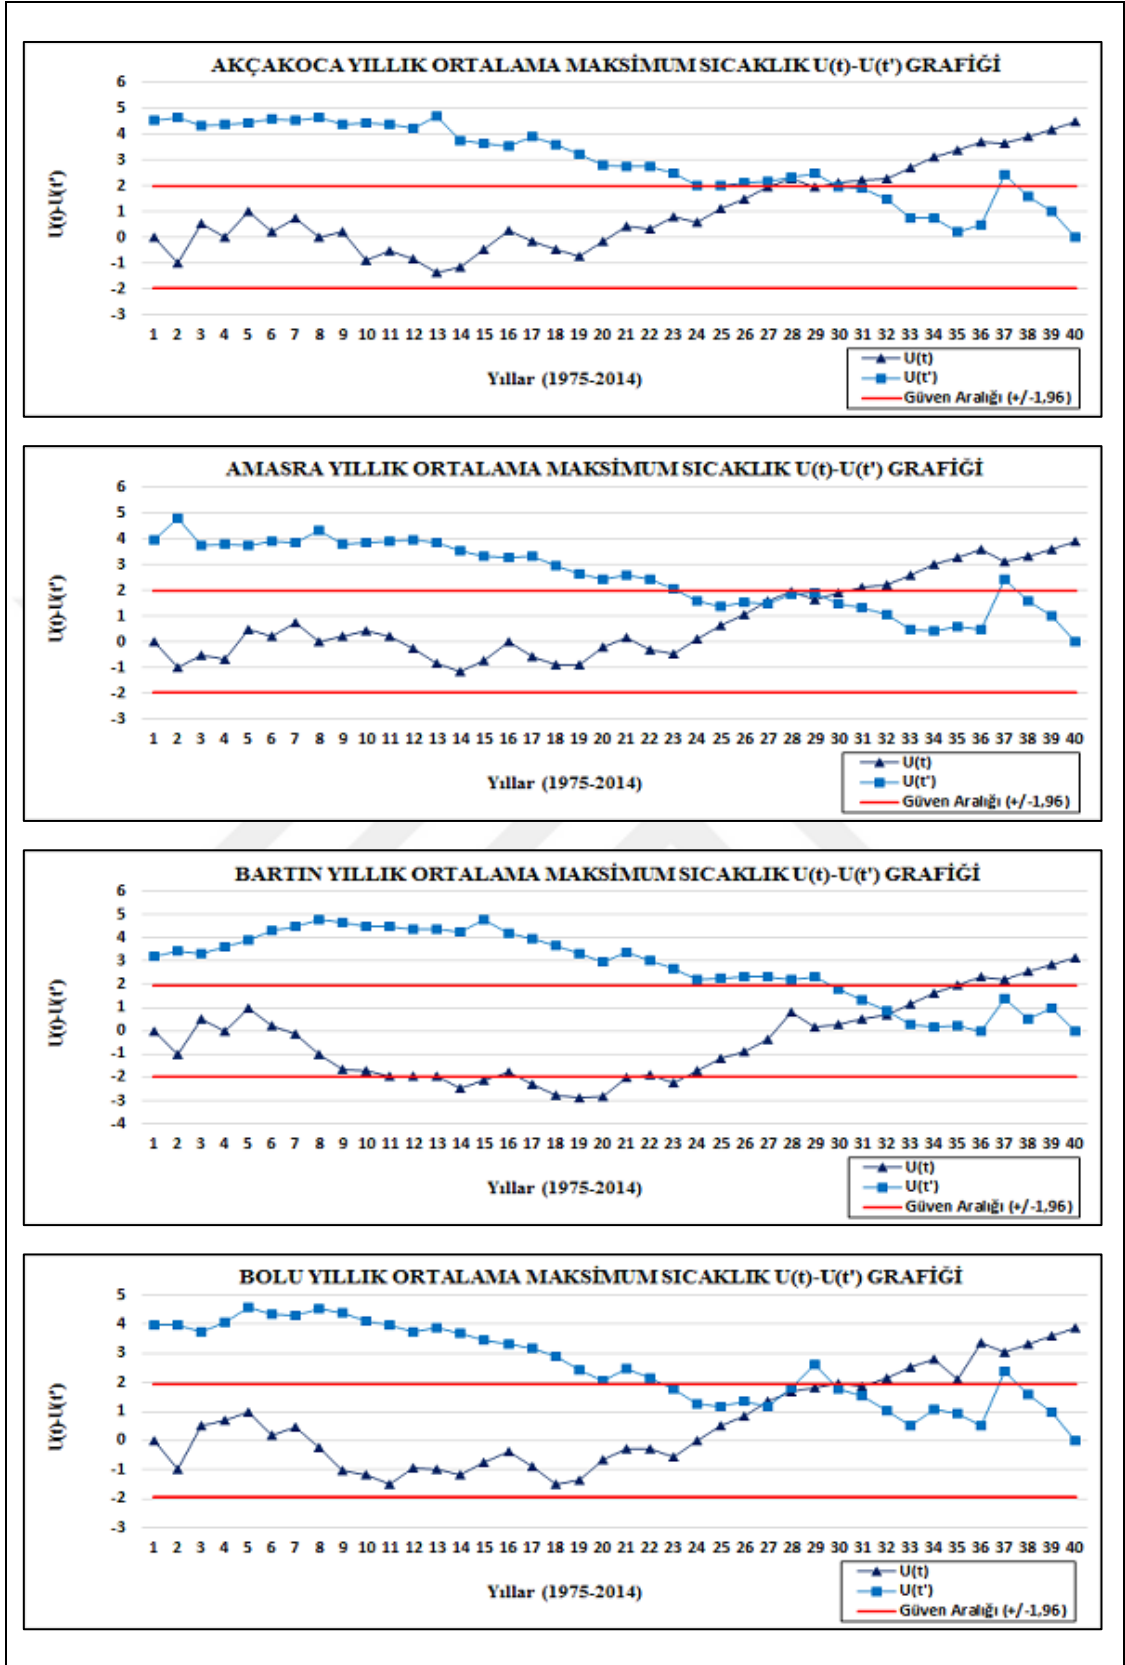 AKÇAKOCA YILLIK ORTALAMA MAKSİMUM SICAKLIK U(t)-U(t') GRAFİĞİ
6
5
4
3
2
1
0
-1
-2
-3
U(t)-U(t')
1 2 3 4 5 6 7 8 9 10 11 12 13 14 15 16 17 18 19 20 21 22 23 24 25 26 27 28 29 30 31 32 33 34 35 36 37 38 39 40
Yıllar (1975-2014)
U(t)
U(t')
Güven Aralığı (+/-1,96)
AMASRA YILLIK ORTALAMA MAKSİMUM SICAKLIK U(t)-U(t') GRAFİĞİ
6
5
4
3
2
1
0
-1
-2
-3
U(t)-U(t')
1 2 3 4 5 6 7 8 9 10 11 12 13 14 15 16 17 18 19 20 21 22 23 24 25 26 27 28 29 30 31 32 33 34 35 36 37 38 39 40
Yıllar (1975-2014)
U(t)
U(t')
Güven Aralığı (+/-1,96)
BARTIN YILLIK ORTALAMA MAKSİMUM SICAKLIK U(t)-U(t') GRAFİĞİ
6
5
4
3
2
1
0
-1
-2
-3
-4
U(t)-U(t')
1 2 3 4 5 6 7 8 9 10 11 12 13 14 15 16 17 18 19 20 21 22 23 24 25 26 27 28 29 30 31 32 33 34 35 36 37 38 39 40
Yıllar (1975-2014)
U(t)
U(t')
Güven Aralığı (+/-1,96)
BOLU YILLIK ORTALAMA MAKSİMUM SICAKLIK U(t)-U(t') GRAFİĞİ
5
4
3
2
1
0
-1
-2
-3
U(t)-U(t')
1 2 3 4 5 6 7 8 9 10 11 12 13 14 15 16 17 18 19 20 21 22 23 24 25 26 27 28 29 30 31 32 33 34 35 36 37 38 39 40
Yıllar (1975-2014)
U(t)
U(t')
Güven Aralığı (+/-1,96)